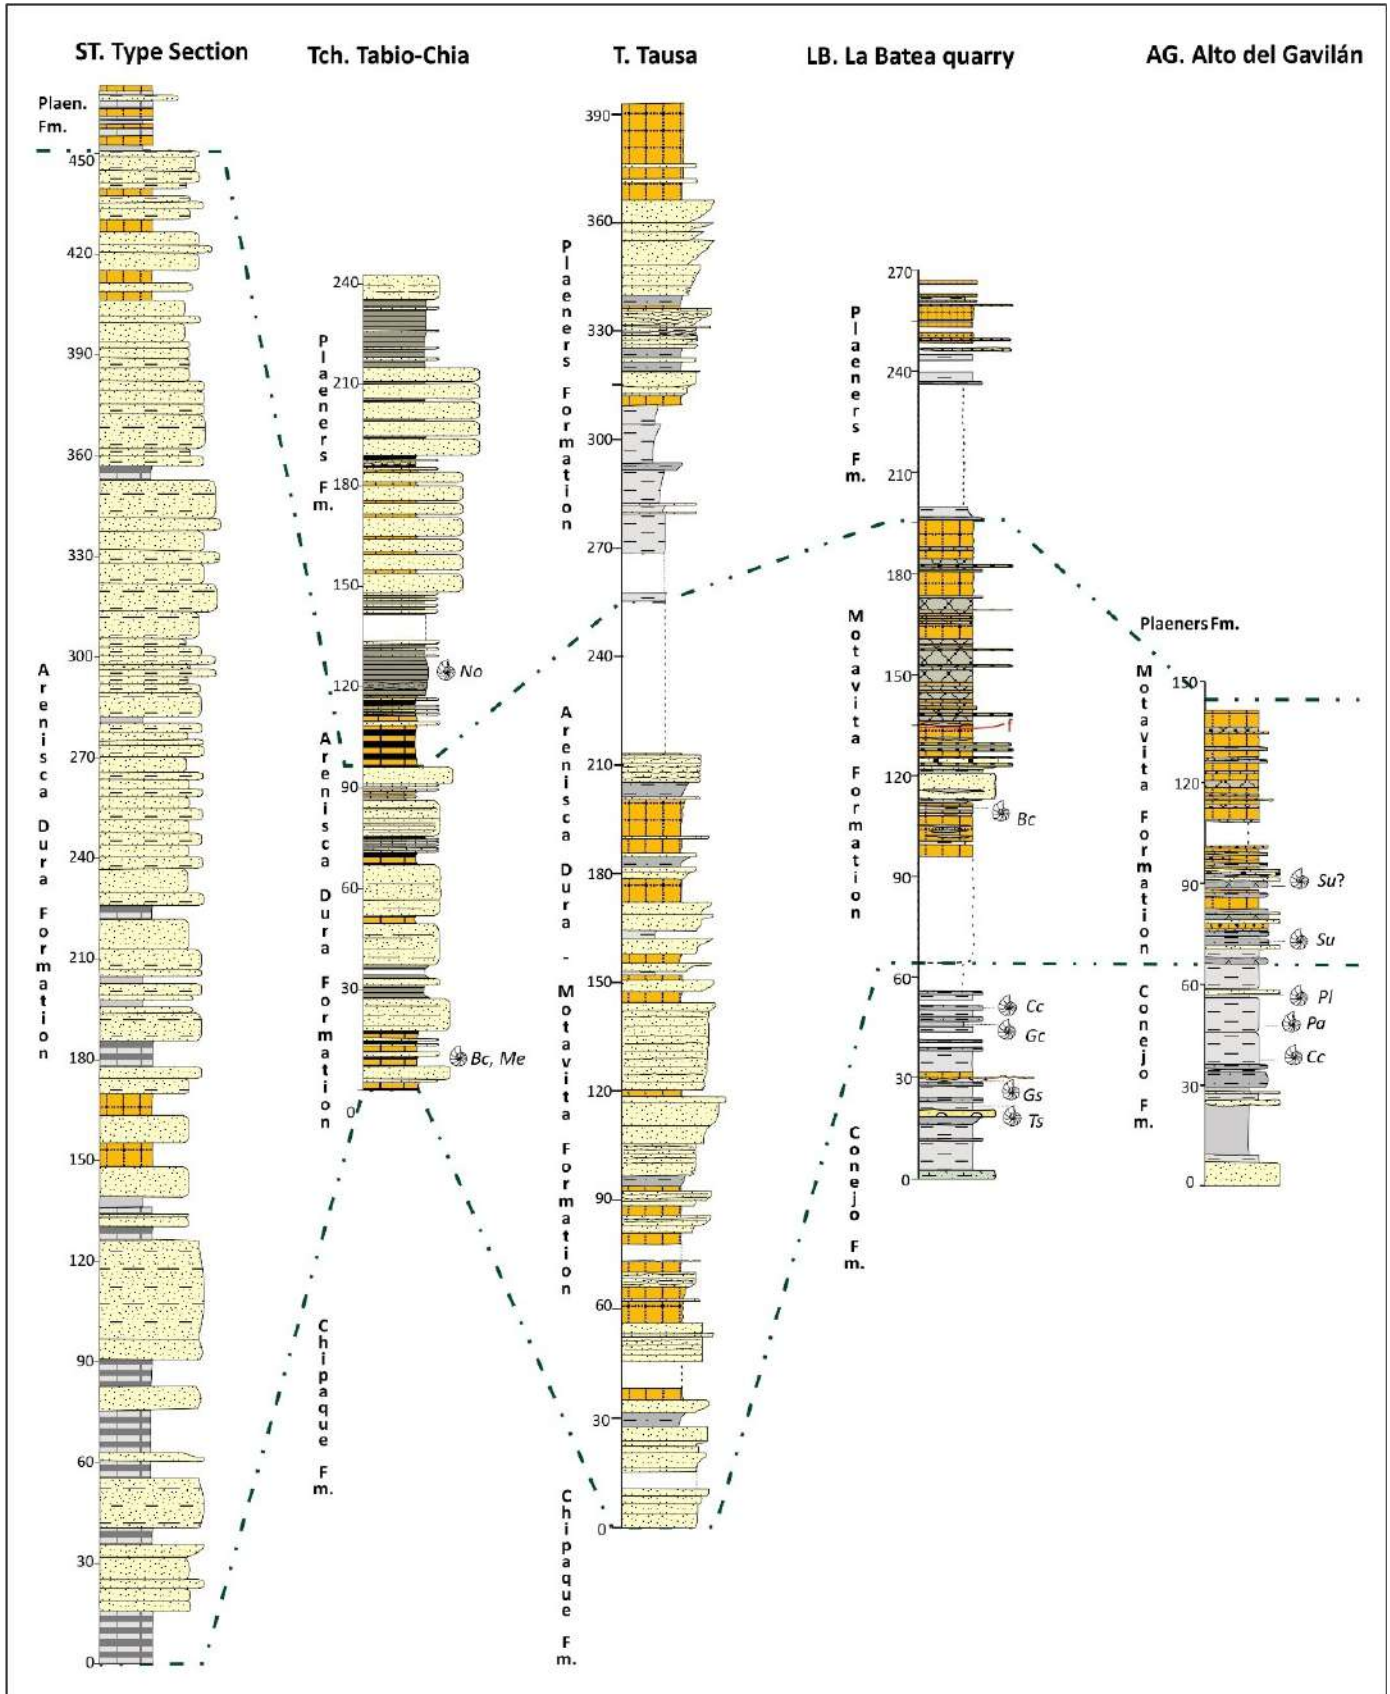 ST. Type Section
Tch. Tabio-Chia
T. Tausa
LB. La Batea quarry
AG. Alto del Gavilán
Plaen.
Fm.
450
420
390
360
330
300
270
240
210
180
150
120
90
60
30
0
Arenisca Dura Formation
240
210
180
150
120
90
60
30
0
Plaeners Fm.
Arenisca Dura Formation
Chipaque Fm.
No
Bc, Me
390
360
330
300
270
240
210
180
150
120
90
60
30
0
Plaeners Formation
Arenisca Dura - Motavita Formation
Chipaque Fm.
270
240
210
180
150
120
90
60
30
0
Plaeners Fm.
Motavita Formation
Conejo Fm.
Bc
Cc
Gc
Gs
Ts
Plaeners Fm.
150
120
90
60
30
0
Motavita Formation
Conejo Fm.
Su?
Su
Pl
Pa
Cc